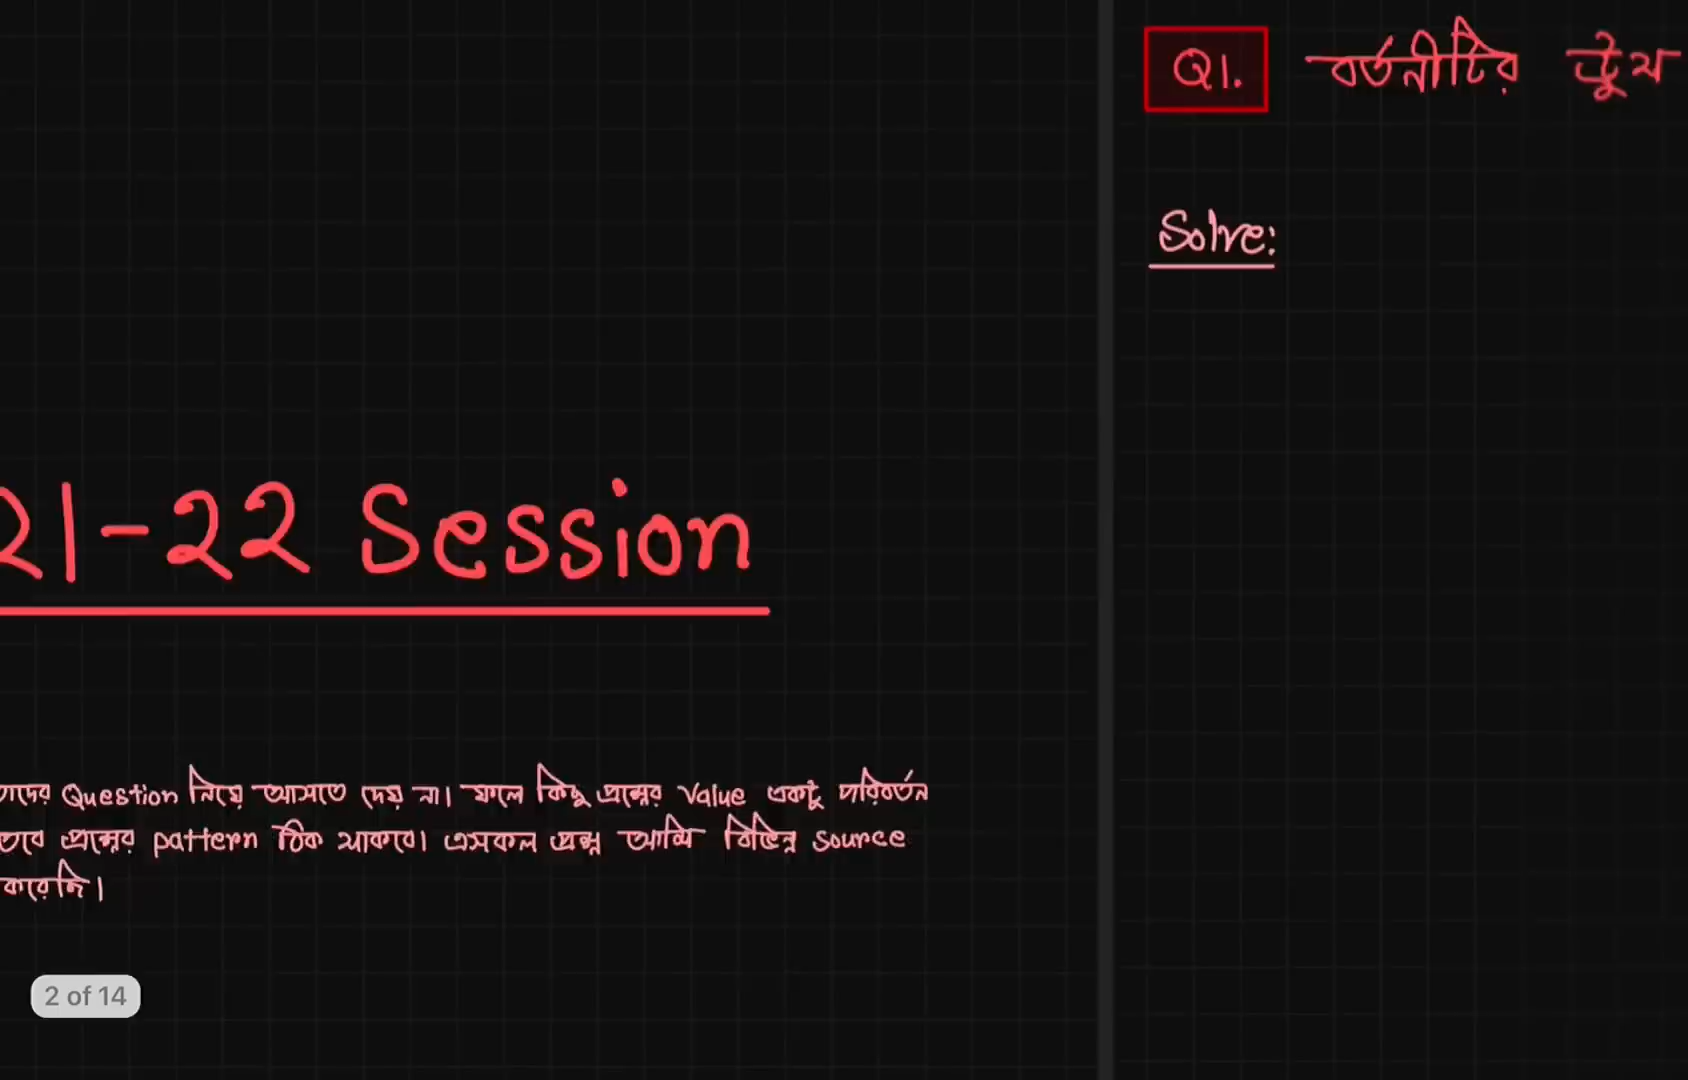 21-22 Session
তাদের Question নিয়ে আসতে দেয় না। ফলে কিছু প্রশ্নের value একটু পরিবর্তন
তবে প্রশ্নের pattern ঠিক থাকবে। এসকল প্রশ্ন আমি বিভিন্ন source
করেছি।
2 of 14
Q1. বর্তনীটির ট্রুথ
Solve: